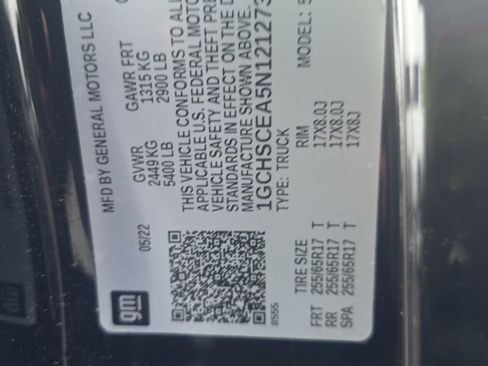 MFD BY GENERAL MOTORS LLC
05/22
GVWR
2449 KG
5400 LB
GAWR FRT
1315 KG
2900 LB
THIS VEHICLE CONFORMS TO ALL
APPLICABLE U.S. FEDERAL MOTO
VEHICLE SAFETY AND THEFT PRE
STANDARDS IN EFFECT ON THE D
MANUFACTURE SHOWN ABOVE.
1GCHSCEA5N121273
TYPE: TRUCK
MODEL: 
gm
8555
TIRE SIZE RIM
FRT 255/65R17 T 17X8.0J
RR 255/65R17 T 17X8.0J
SPA 255/65R17 T 17X8J